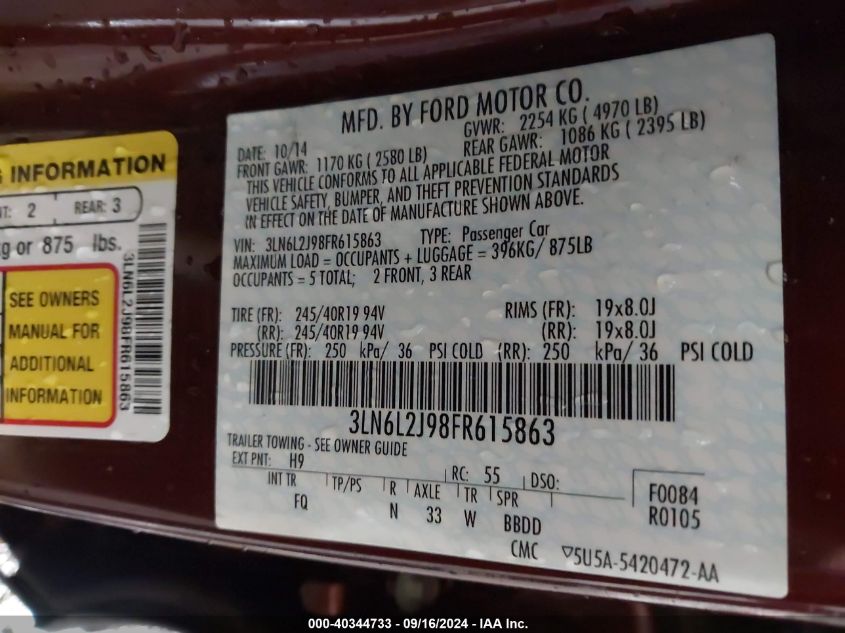 G INFORMATION
NT: 2 REAR: 3
kg or 875 lbs.
SEE OWNERS
MANUAL FOR
ADDITIONAL
INFORMATION
3LN6L2J98FR615863
MFD. BY FORD MOTOR CO.
DATE: 10/14 GVWR: 2254 KG ( 4970 LB)
FRONT GAWR: 1170 KG ( 2580 LB) REAR GAWR: 1086 KG ( 2395 LB)
THIS VEHICLE CONFORMS TO ALL APPLICABLE FEDERAL MOTOR
VEHICLE SAFETY, BUMPER, AND THEFT PREVENTION STANDARDS
IN EFFECT ON THE DATE OF MANUFACTURE SHOWN ABOVE.
VIN: 3LN6L2J98FR615863 TYPE: Passenger Car
MAXIMUM LOAD = OCCUPANTS + LUGGAGE = 396KG/ 875LB
OCCUPANTS = 5 TOTAL; 2 FRONT, 3 REAR
TIRE (FR): 245/40R19 94V RIMS (FR): 19x8.0J
(RR): 245/40R19 94V (RR): 19x8.0J
PRESSURE (FR): 250 kPa/ 36 PSI COLD (RR): 250 kPa/ 36 PSI COLD
3LN6L2J98FR615863
TRAILER TOWING - SEE OWNER GUIDE
EXT PNT: H9 RC: 55 DSO: F0084
INT TR TP/PS R AXLE TR SPR R0105
FQ N 33 W BBDD
CMC ▽5U5A-5420472-AA
000-40344733 - 09/16/2024 - IAA Inc.